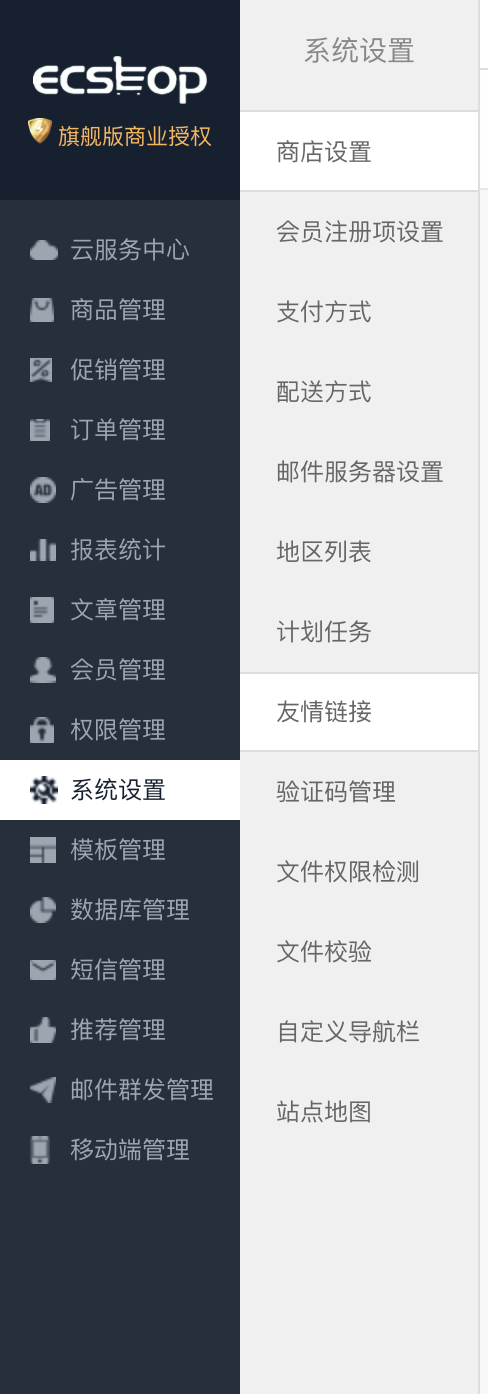 ecshop
旗舰版商业授权
云服务中心
商品管理
促销管理
订单管理
AD
广告管理
报表统计
文章管理
会员管理
权限管理
系统设置
模板管理
数据库管理
短信管理
推荐管理
邮件群发管理
移动端管理
系统设置
商店设置
会员注册项设置
支付方式
配送方式
邮件服务器设置
地区列表
计划任务
友情链接
验证码管理
文件权限检测
文件校验
自定义导航栏
站点地图